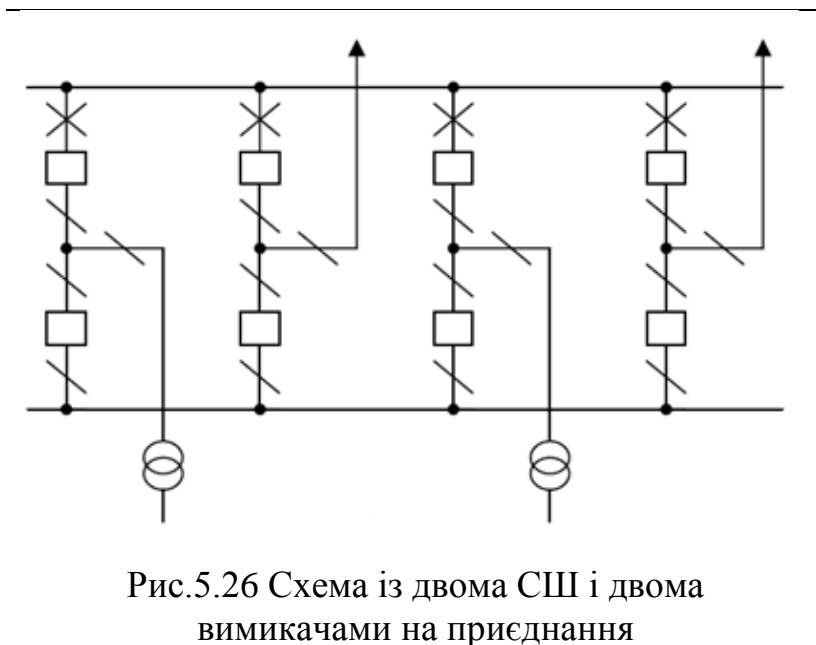 Рис.5.26 Схема із двома СШ і двома
вимикачами на приєднання